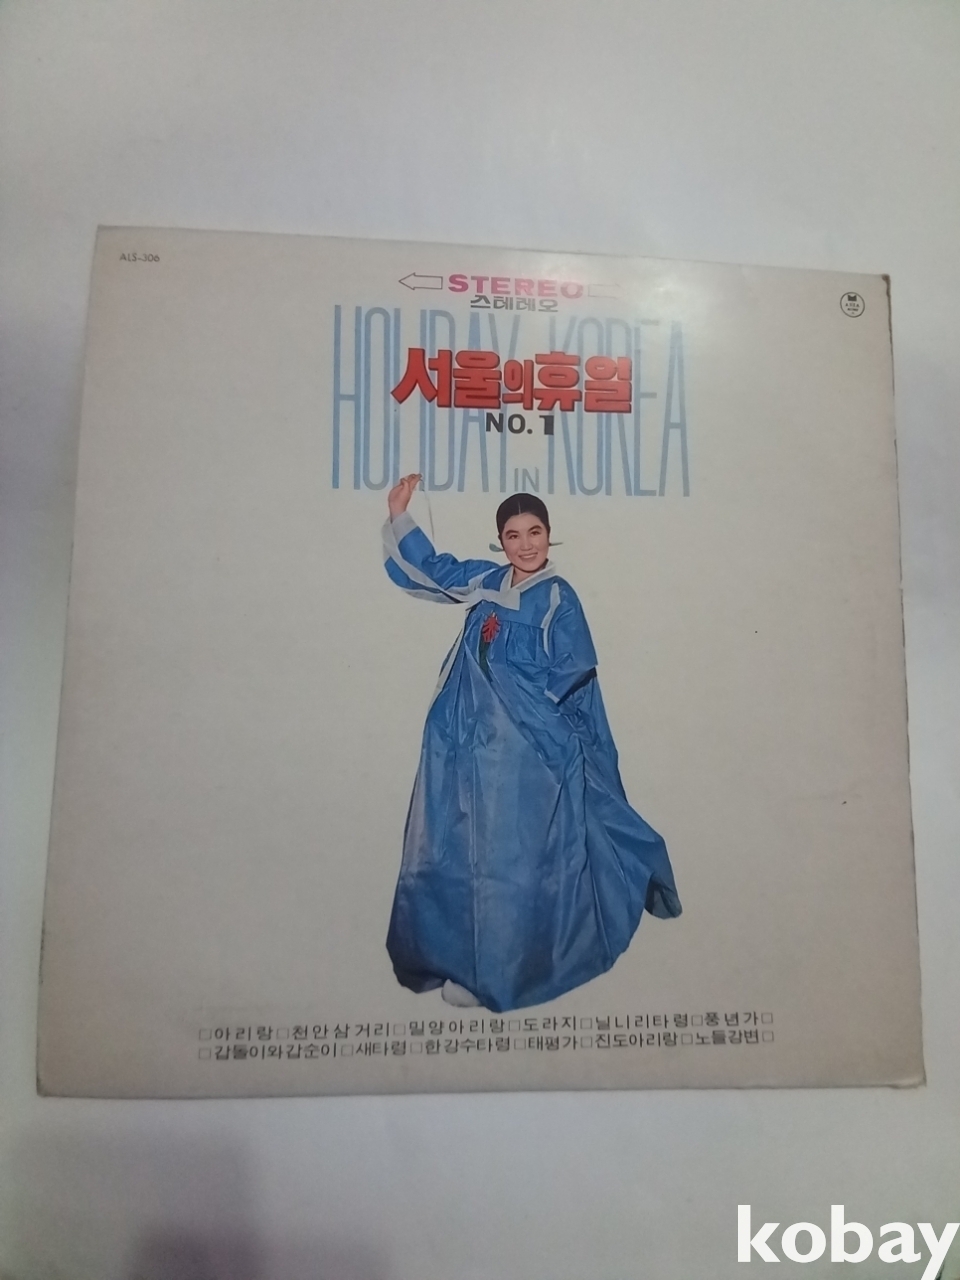 ALS-306
STEREO
스테레오
HOLIDAY IN KOREA
서울의휴일
NO.1
□아리랑□천안삼거리□밀양아리랑□도라지□닐니리타령□풍년가□
□갑돌이와갑순이□새타령□한강수타령□태평가□진도아리랑□노들강변□
kobay